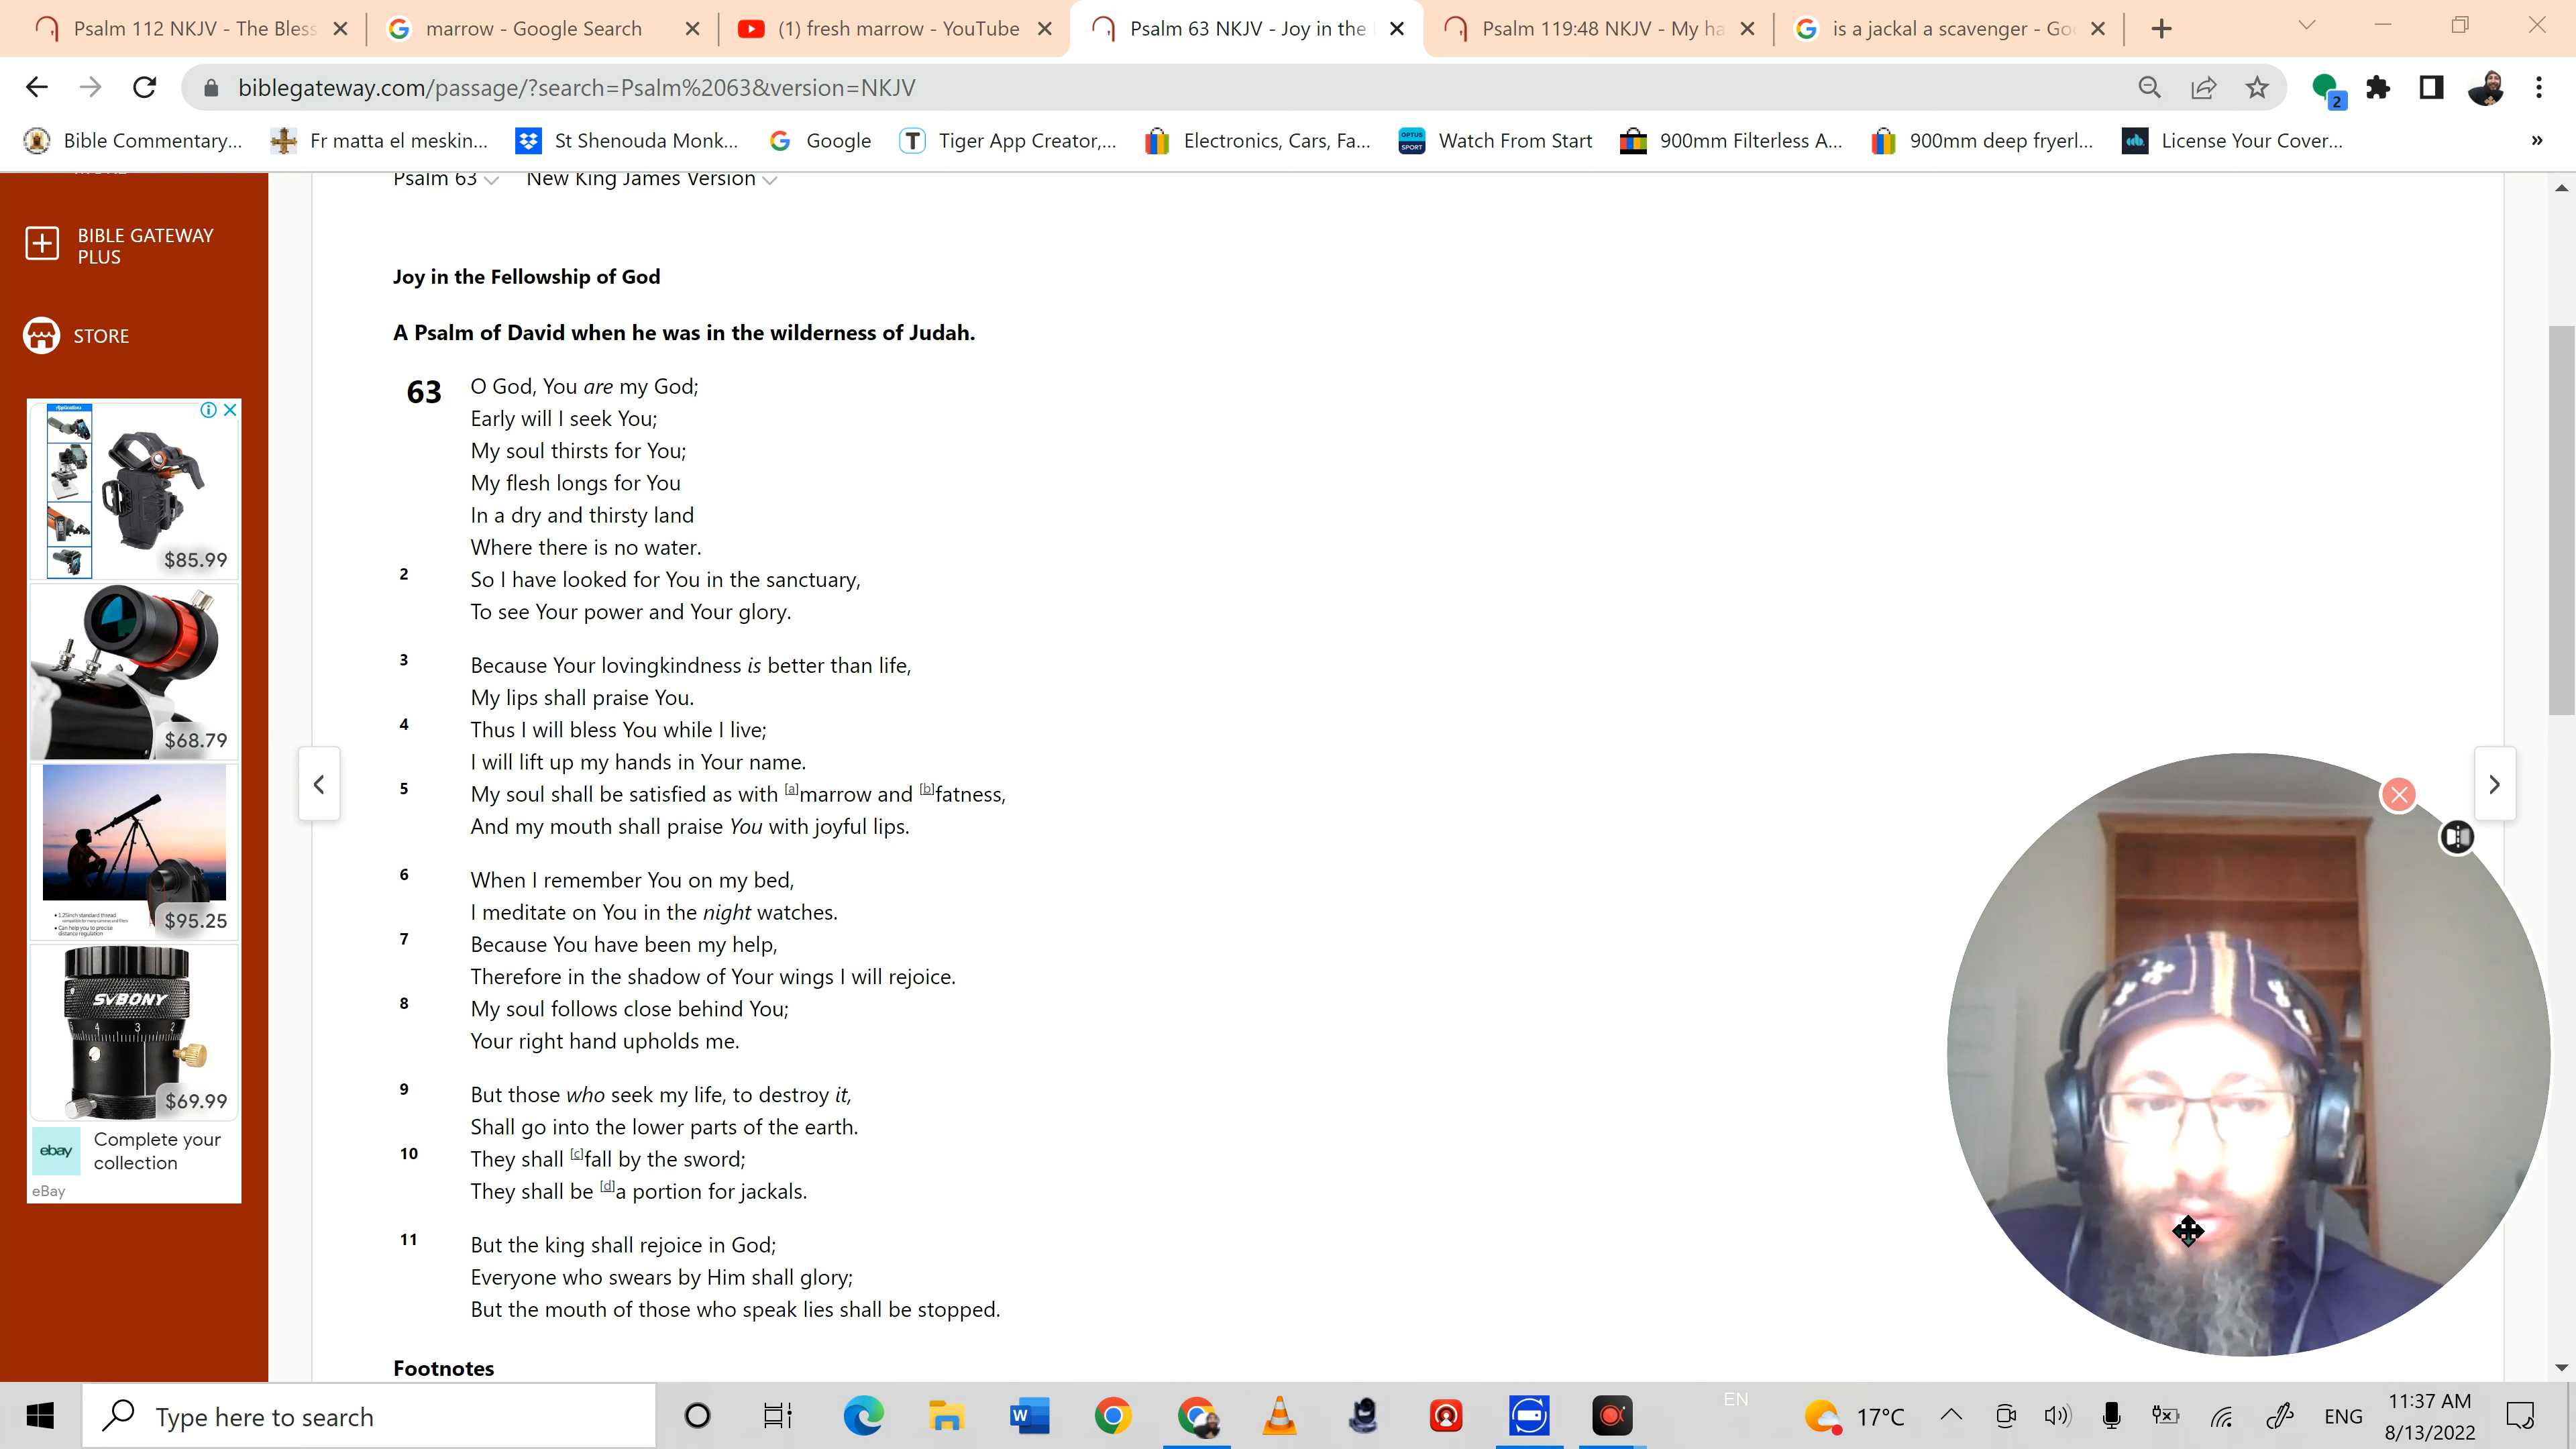 Psalm 112 NKJV - The Bless
marrow - Google Search
(1) fresh marrow - YouTube
Psalm 63 NKJV - Joy in the
Psalm 119:48 NKJV - My ha
is a jackal a scavenger - Goo
biblegateway.com/passage/?search=Psalm%2063&version=NKJV
2
Bible Commentary...
Fr matta el meskin...
St Shenouda Monk...
Google
Tiger App Creator,...
Electronics, Cars, Fa...
OPTUS SPORT
Watch From Start
900mm Filterless A...
900mm deep fryerl...
License Your Cover...
»
Psalm 63
New King James Version
BIBLE GATEWAY
PLUS
STORE
Applications
$85.99
$68.79
$95.25
SVBONY
4 3 2
$69.99
ebay
Complete your
collection
eBay
Joy in the Fellowship of God
A Psalm of David when he was in the wilderness of Judah.
63 O God, You are my God;
Early will I seek You;
My soul thirsts for You;
My flesh longs for You
In a dry and thirsty land
Where there is no water.
2 So I have looked for You in the sanctuary,
To see Your power and Your glory.
3 Because Your lovingkindness is better than life,
My lips shall praise You.
4 Thus I will bless You while I live;
I will lift up my hands in Your name.
5 My soul shall be satisfied as with [a]marrow and [b]fatness,
And my mouth shall praise You with joyful lips.
6 When I remember You on my bed,
I meditate on You in the night watches.
7 Because You have been my help,
Therefore in the shadow of Your wings I will rejoice.
8 My soul follows close behind You;
Your right hand upholds me.
9 But those who seek my life, to destroy it,
Shall go into the lower parts of the earth.
10 They shall [c]fall by the sword;
They shall be [d]a portion for jackals.
11 But the king shall rejoice in God;
Everyone who swears by Him shall glory;
But the mouth of those who speak lies shall be stopped.
Footnotes
Type here to search
EN
17°C
ENG
11:37 AM
8/13/2022